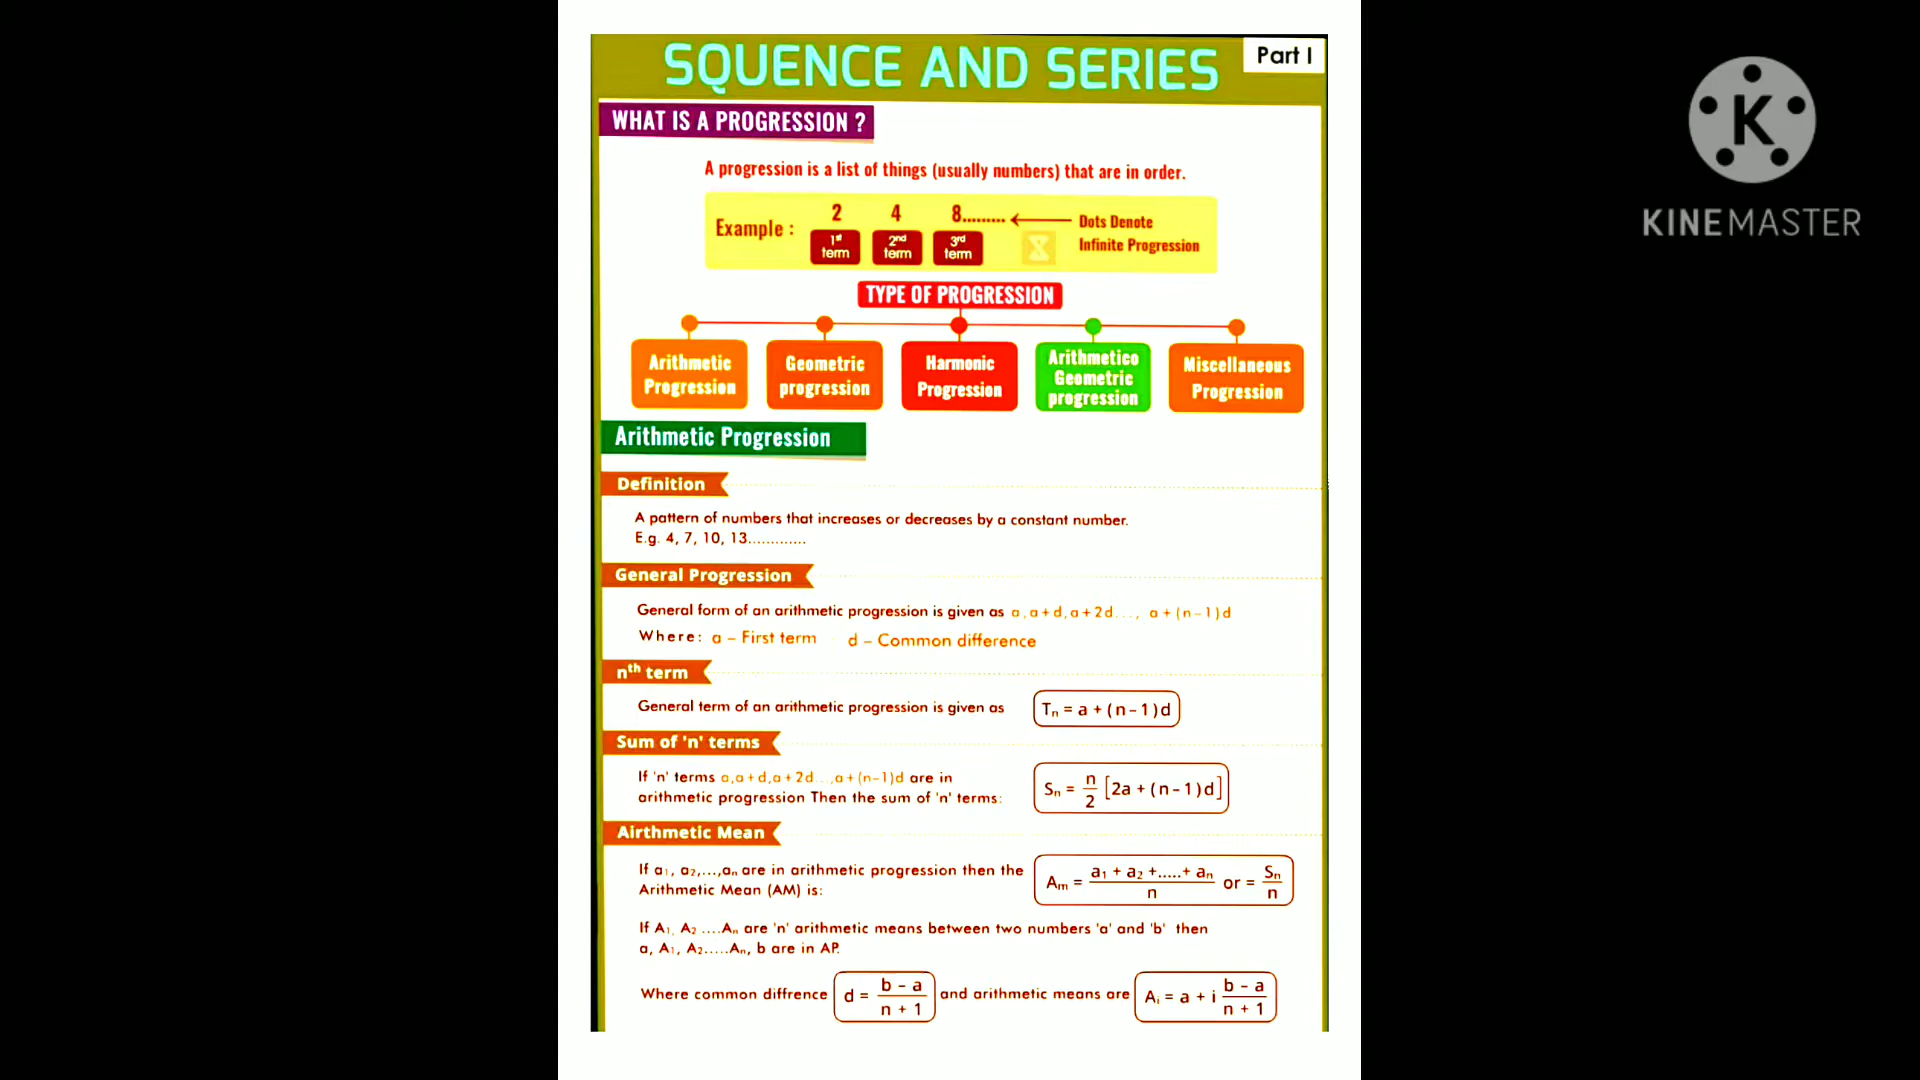 SQUENCE AND SERIES
Part I
WHAT IS A PROGRESSION ?
A progression is a list of things (usually numbers) that are in order.
Example :
2 4 8.........
1st term
2nd term
3rd term
Dots Denote
Infinite Progression
TYPE OF PROGRESSION
Arithmetic
Progression
Geometric
progression
Harmonic
Progression
Arithmetico
Geometric
progression
Miscellaneous
Progression
Arithmetic Progression
Definition
A pattern of numbers that increases or decreases by a constant number.
E.g. 4, 7, 10, 13.............
General Progression
General form of an arithmetic progression is given as a,a+d,a+2d..., a+(n-1)d
Where: a – First term d – Common difference
nth term
General term of an arithmetic progression is given as Tn = a + (n-1)d
Sum of 'n' terms
If 'n' terms a,a+d,a+2d...,a+(n-1)d are in
arithmetic progression Then the sum of 'n' terms:
Sn = n/2 [2a + (n-1)d]
Airthmetic Mean
If a1, a2,...,an are in arithmetic progression then the
Arithmetic Mean (AM) is:
Am = a1 + a2 +.....+ an / n or = Sn / n
If A1, A2 ....An are 'n' arithmetic means between two numbers 'a' and 'b' then
a, A1, A2.....An, b are in AP.
Where common diffrence d = b - a / n + 1 and arithmetic means are Ai = a + i b - a / n + 1
K
KINEMASTER